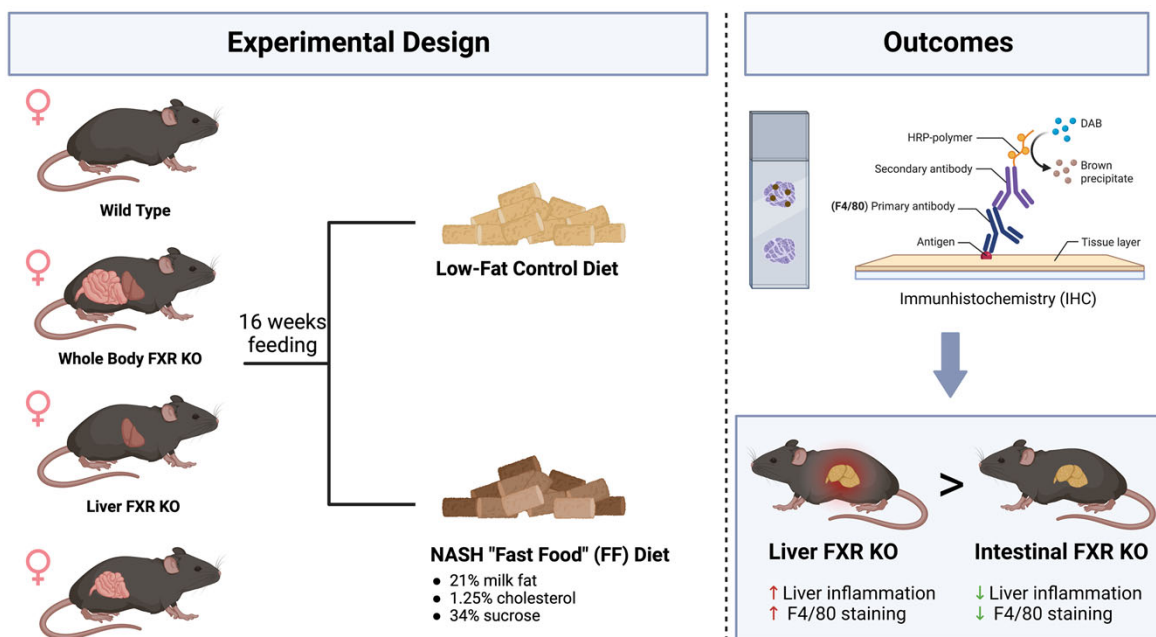 Experimental Design
Wild Type
Whole Body FXR KO
Liver FXR KO
16 weeks
feeding
Low-Fat Control Diet
NASH "Fast Food" (FF) Diet
● 21% milk fat
● 1.25% cholesterol
● 34% sucrose
Outcomes
DAB
HRP-polymer
Brown
precipitate
Secondary antibody
(F4/80) Primary antibody
Antigen
Tissue layer
Immunhistochemistry (IHC)
>
Liver FXR KO
↑ Liver inflammation
↑ F4/80 staining
Intestinal FXR KO
↓ Liver inflammation
↓ F4/80 staining